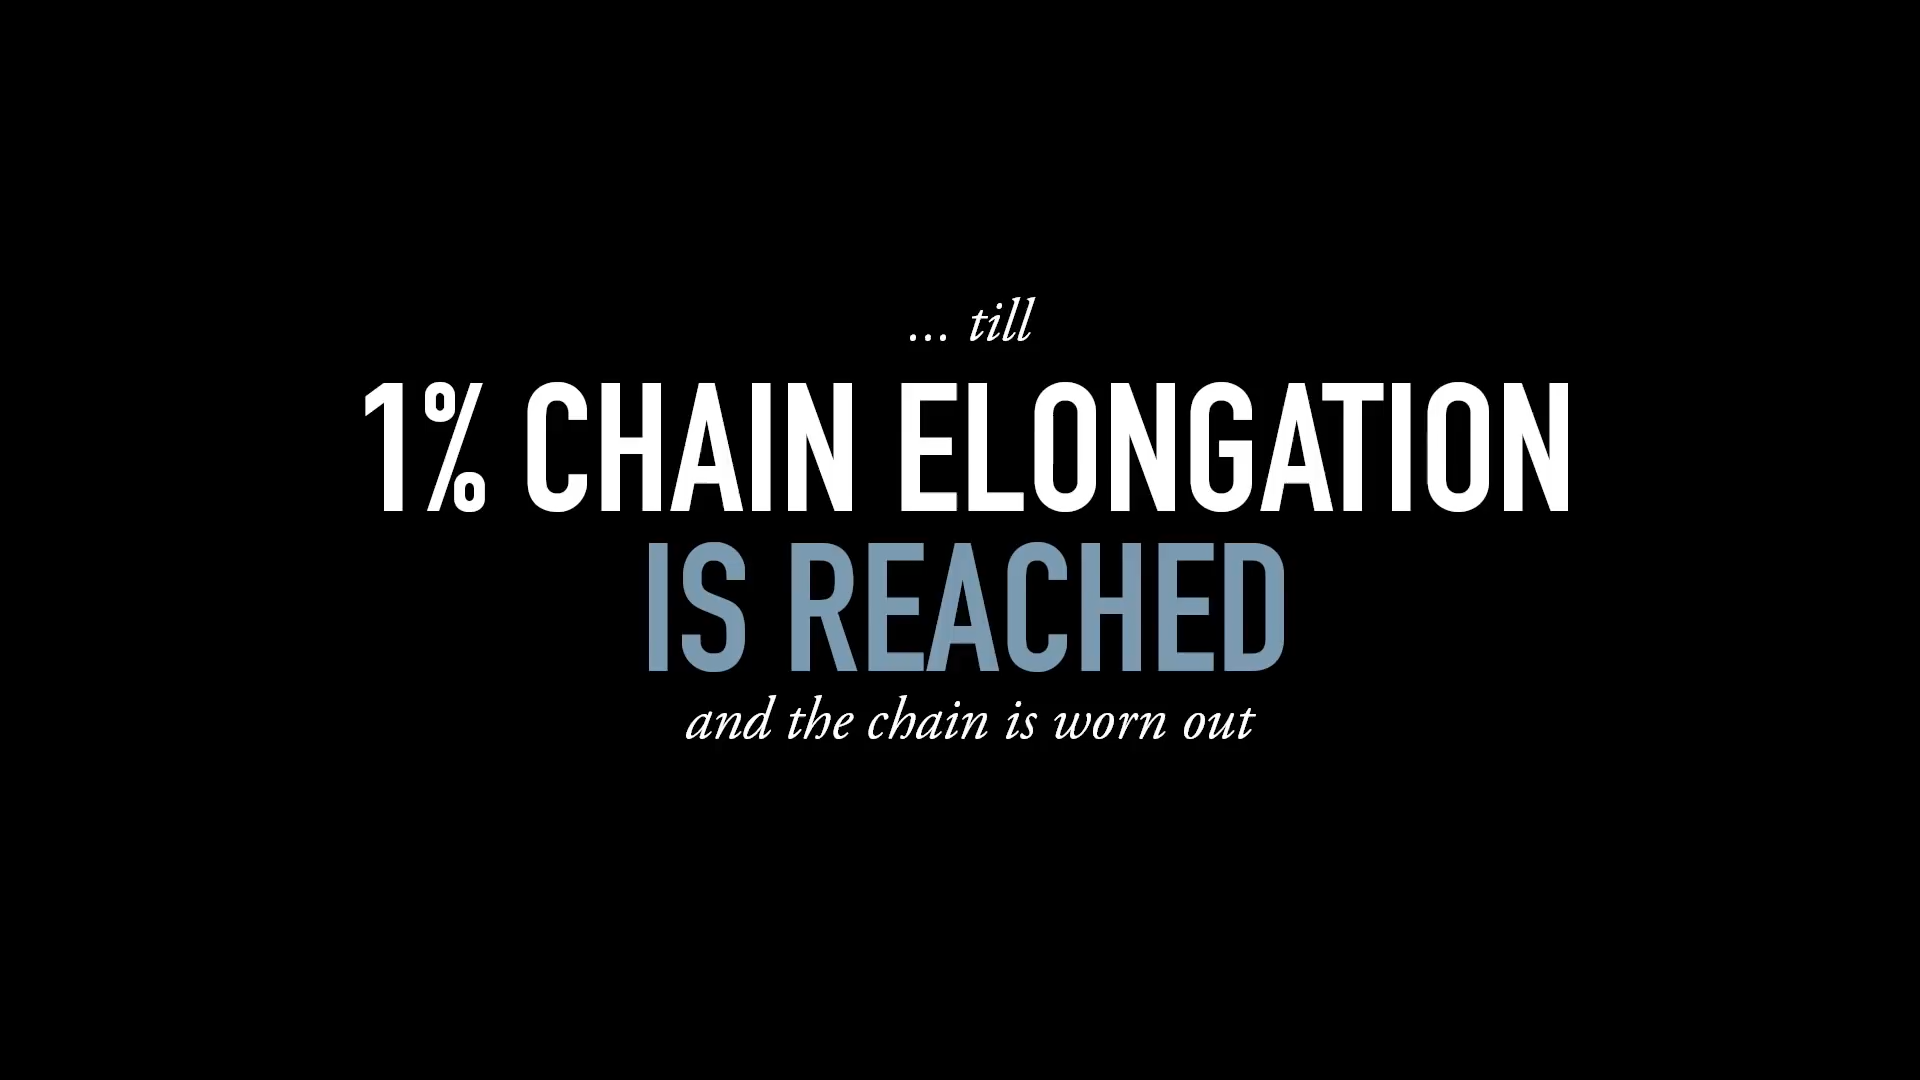 ... till
1% CHAIN ELONGATION
IS REACHED
and the chain is worn out